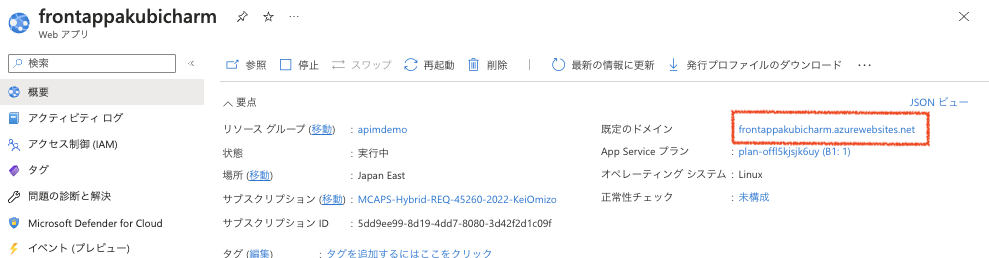 frontappakubicharm
Web アプリ
検索
概要
アクティビティ ログ
アクセス制御 (IAM)
タグ
問題の診断と解決
Microsoft Defender for Cloud
イベント (プレビュー)
参照 停止 スワップ 再起動 削除 最新の情報に更新 発行プロファイルのダウンロード
要点
JSON ビュー
リソース グループ (移動) : apimdemo
状態 : 実行中
場所 (移動) : Japan East
サブスクリプション (移動) : MCAPS-Hybrid-REQ-45260-2022-KeiOmizo
サブスクリプション ID : 5dd9ee99-8d19-4dd7-8080-3d42f2d1c09f
タグ (編集) : タグを追加するにはここをクリック
既定のドメイン : frontappakubicharm.azurewebsites.net
App Service プラン : plan-offl5kjsjk6uy (B1: 1)
オペレーティング システム : Linux
正常性チェック : 未構成